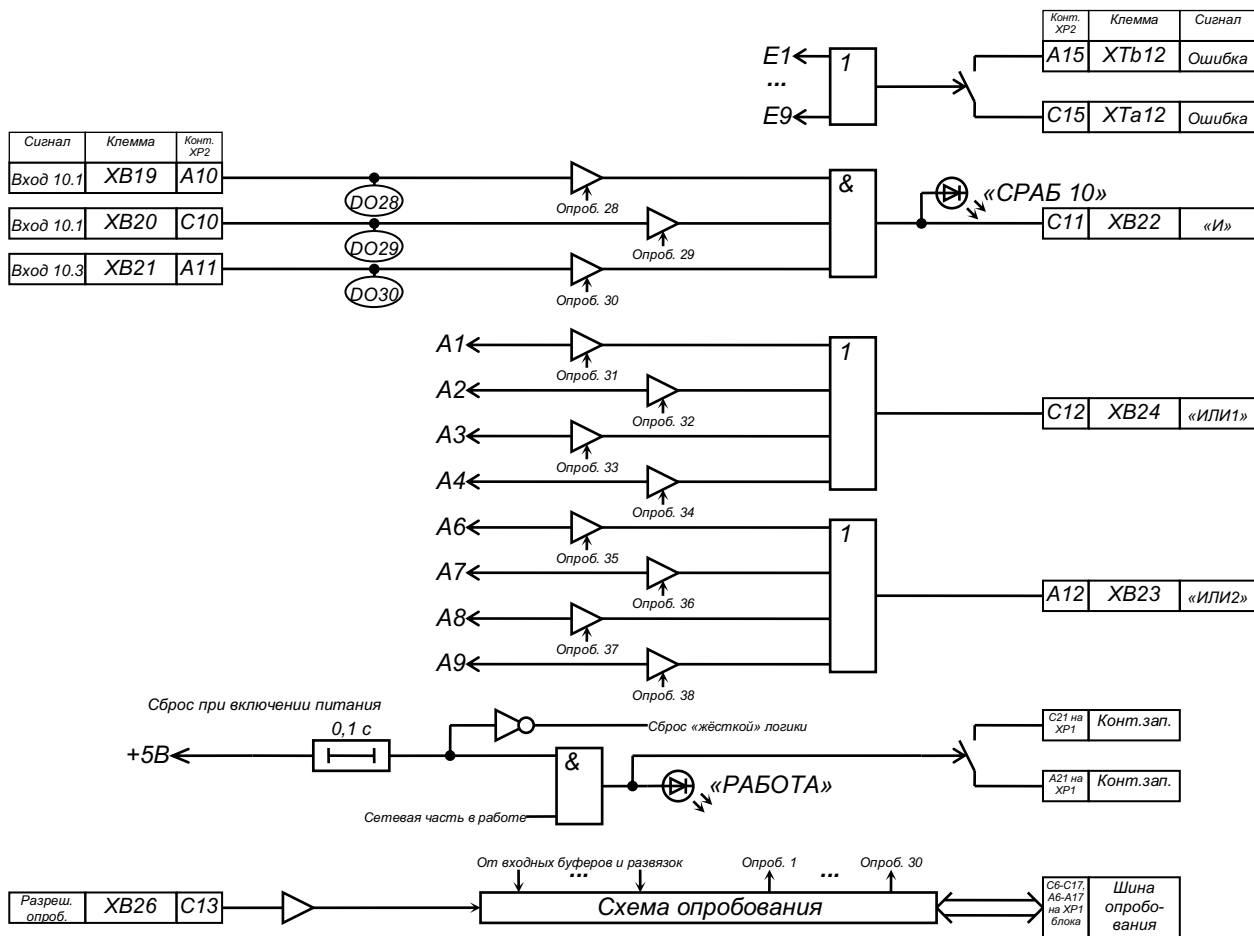 Конт. ХР2 Клемма Сигнал
A15 XTb12 Ошибка
E1
1
...
E9
C15 XTa12 Ошибка
Сигнал Клемма Конт. ХР2
Вход 10.1 XB19 A10
DO28
Опроб. 28
&
«СРАБ 10»
Вход 10.1 XB20 C10
DO29
Опроб. 29
C11 XB22 «И»
Вход 10.3 XB21 A11
DO30
Опроб. 30
A1
Опроб. 31
1
A2
Опроб. 32
C12 XB24 «ИЛИ1»
A3
Опроб. 33
A4
Опроб. 34
A6
Опроб. 35
1
A7
Опроб. 36
A12 XB23 «ИЛИ2»
A8
Опроб. 37
A9
Опроб. 38
Сброс при включении питания
0,1 с
Сброс «жёсткой» логики
C21 на ХР1 Конт.зап.
+5В
&
«РАБОТА»
A21 на ХР1 Конт.зап.
Сетевая часть в работе
От входных буферов и развязок
...
Опроб. 1
...
Опроб. 30
Разреш. опроб. XB26 C13
Схема опробования
C6-C17,
A6-A17
на ХР1
блока
Шина
опробо-
вания